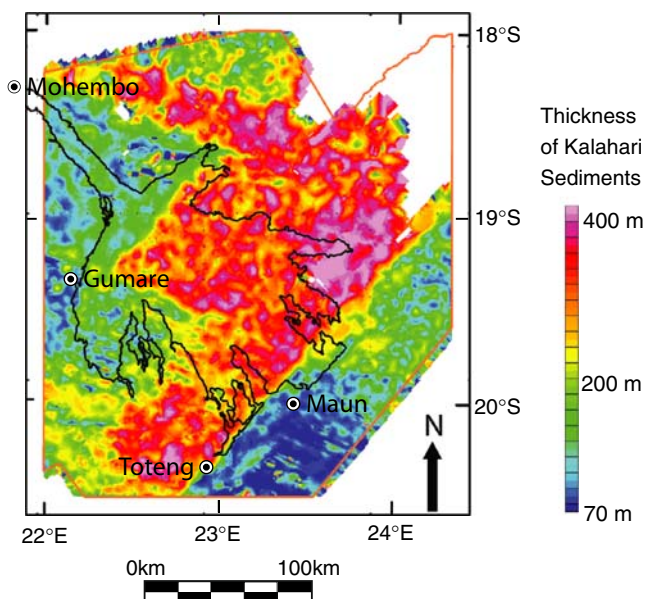 18°S
Mohembo
Thickness
of Kalahari
Sediments
400 m
19°S
Gumare
200 m
Maun
20°S
N
Toteng
70 m
22°E
23°E
24°E
0km
100km